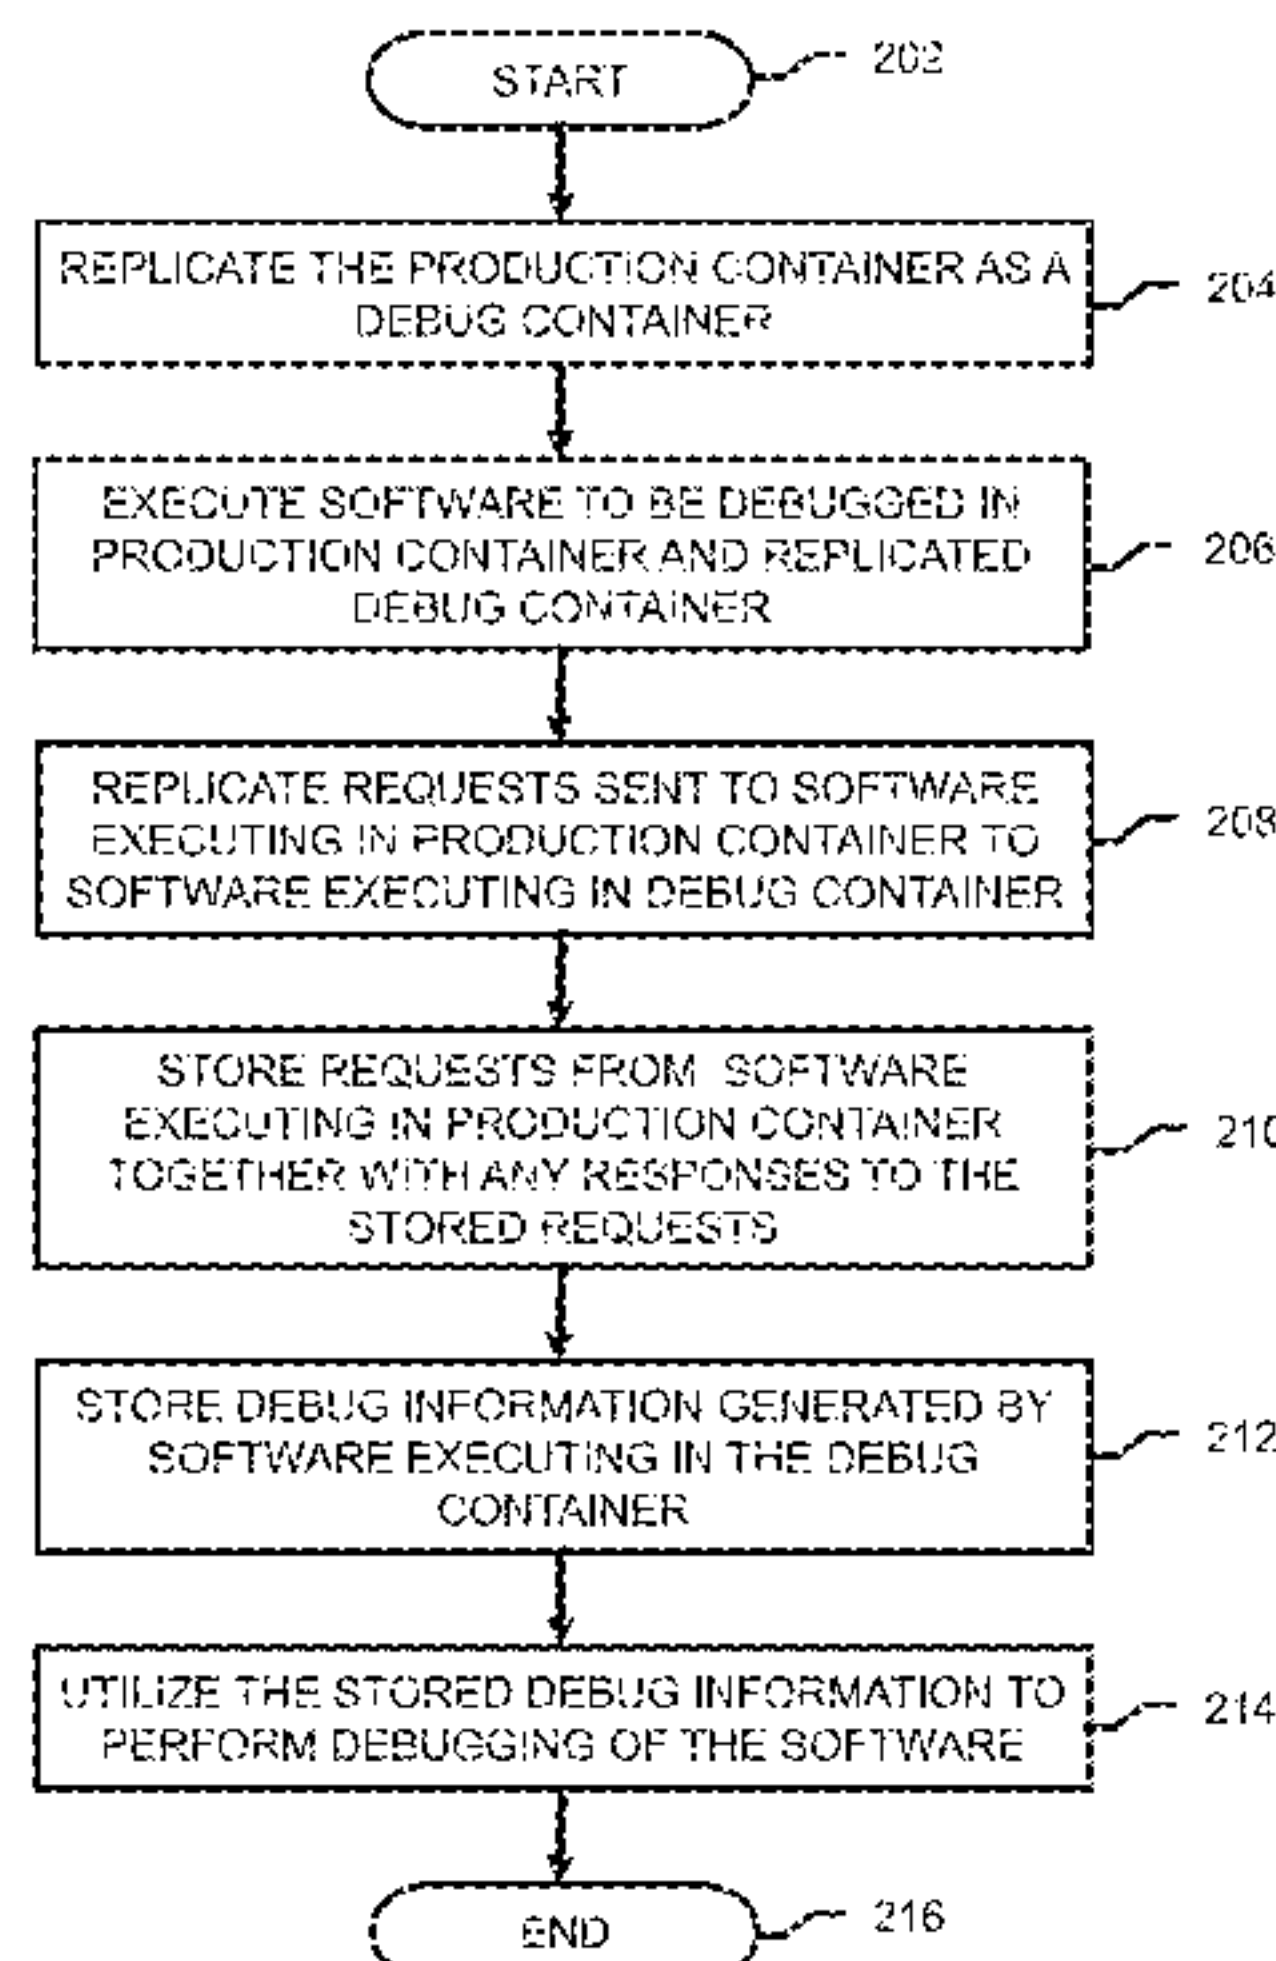 START
202
REPLICATE THE PRODUCTION CONTAINER AS A
DEBUG CONTAINER
204
EXECUTE SOFTWARE TO BE DEBUGGED IN
PRODUCTION CONTAINER AND REPLICATED
DEBUG CONTAINER
206
REPLICATE REQUESTS SENT TO SOFTWARE
EXECUTING IN PRODUCTION CONTAINER TO
SOFTWARE EXECUTING IN DEBUG CONTAINER
208
STORE REQUESTS FROM SOFTWARE
EXECUTING IN PRODUCTION CONTAINER
TOGETHER WITH ANY RESPONSES TO THE
STORED REQUESTS
210
STORE DEBUG INFORMATION GENERATED BY
SOFTWARE EXECUTING IN THE DEBUG
CONTAINER
212
UTILIZE THE STORED DEBUG INFORMATION TO
PERFORM DEBUGGING OF THE SOFTWARE
214
END
216